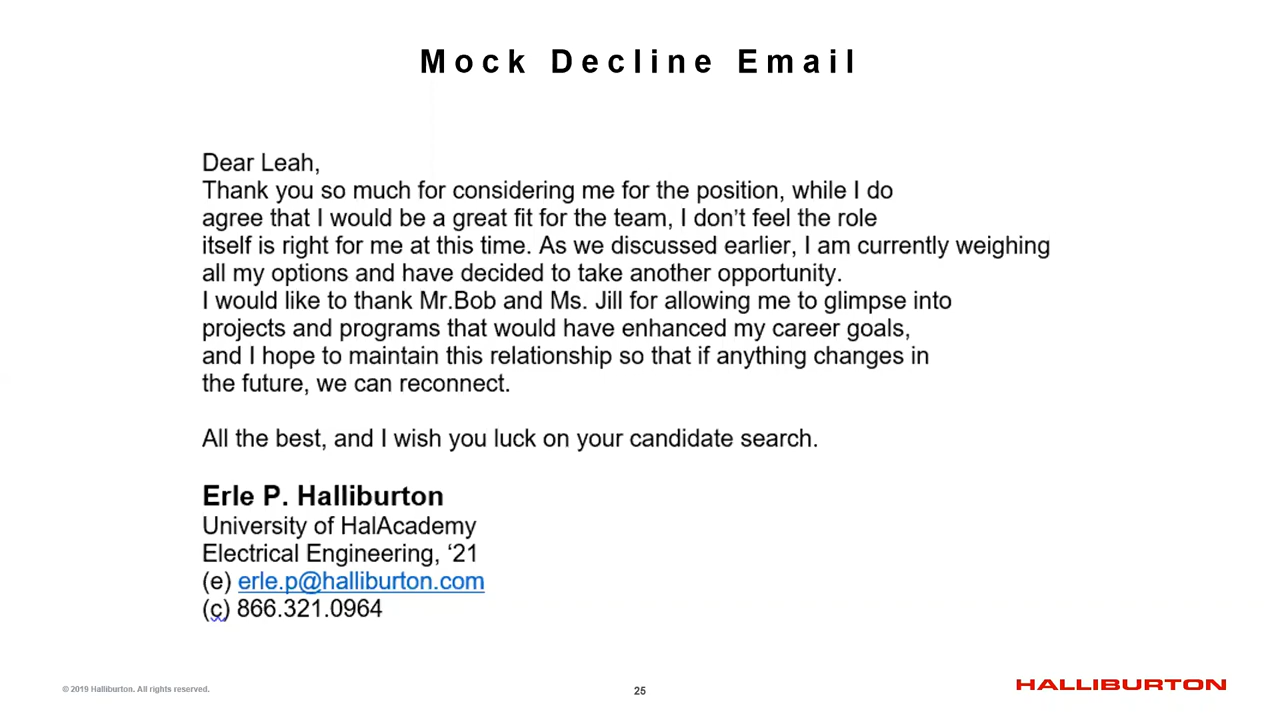 Mock Decline Email
Dear Leah,
Thank you so much for considering me for the position, while I do
agree that I would be a great fit for the team, I don’t feel the role
itself is right for me at this time. As we discussed earlier, I am currently weighing
all my options and have decided to take another opportunity.
I would like to thank Mr.Bob and Ms. Jill for allowing me to glimpse into
projects and programs that would have enhanced my career goals,
and I hope to maintain this relationship so that if anything changes in
the future, we can reconnect.
All the best, and I wish you luck on your candidate search.
Erle P. Halliburton
University of HalAcademy
Electrical Engineering, ‘21
(e) erle.p@halliburton.com
(c) 866.321.0964
© 2019 Halliburton. All rights reserved.
25
HALLIBURTON